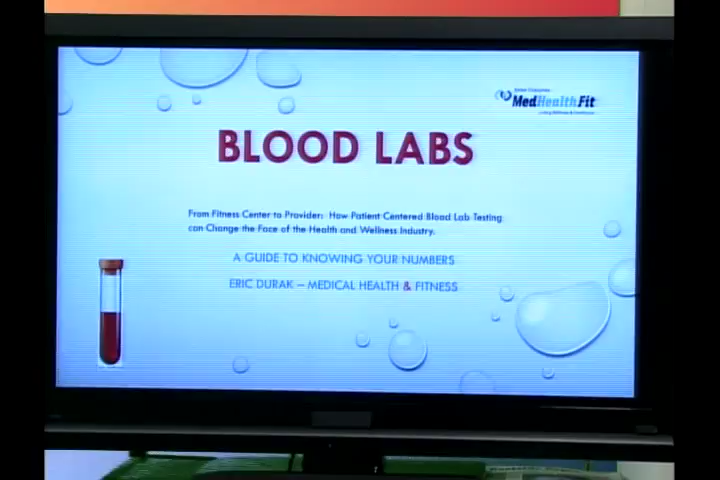 MedHealthFit
BLOOD LABS
From Fitness Center to Provider: How Patient Centered Blood Lab Testing
can Change the Face of the Health and Wellness Industry.
A GUIDE TO KNOWING YOUR NUMBERS
ERIC DURAK – MEDICAL HEALTH & FITNESS